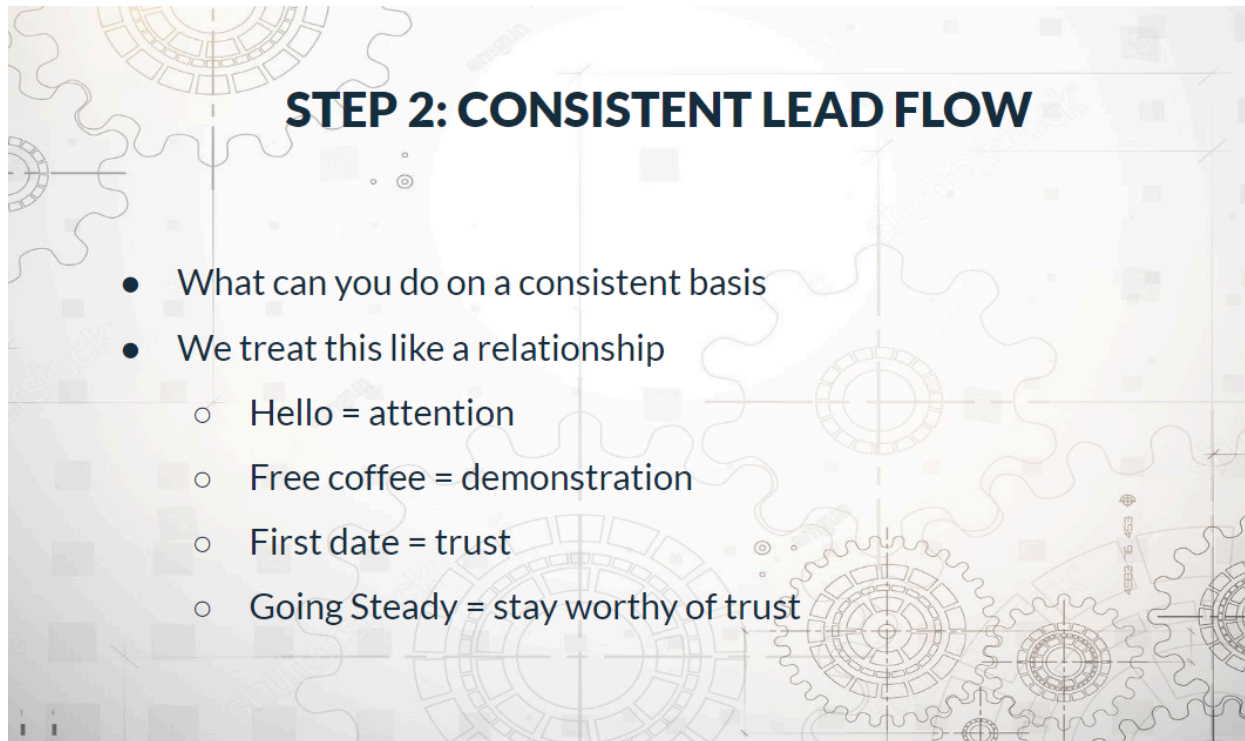 STEP 2: CONSISTENT LEAD FLOW
● What can you do on a consistent basis
● We treat this like a relationship
○ Hello = attention
○ Free coffee = demonstration
○ First date = trust
○ Going Steady = stay worthy of trust